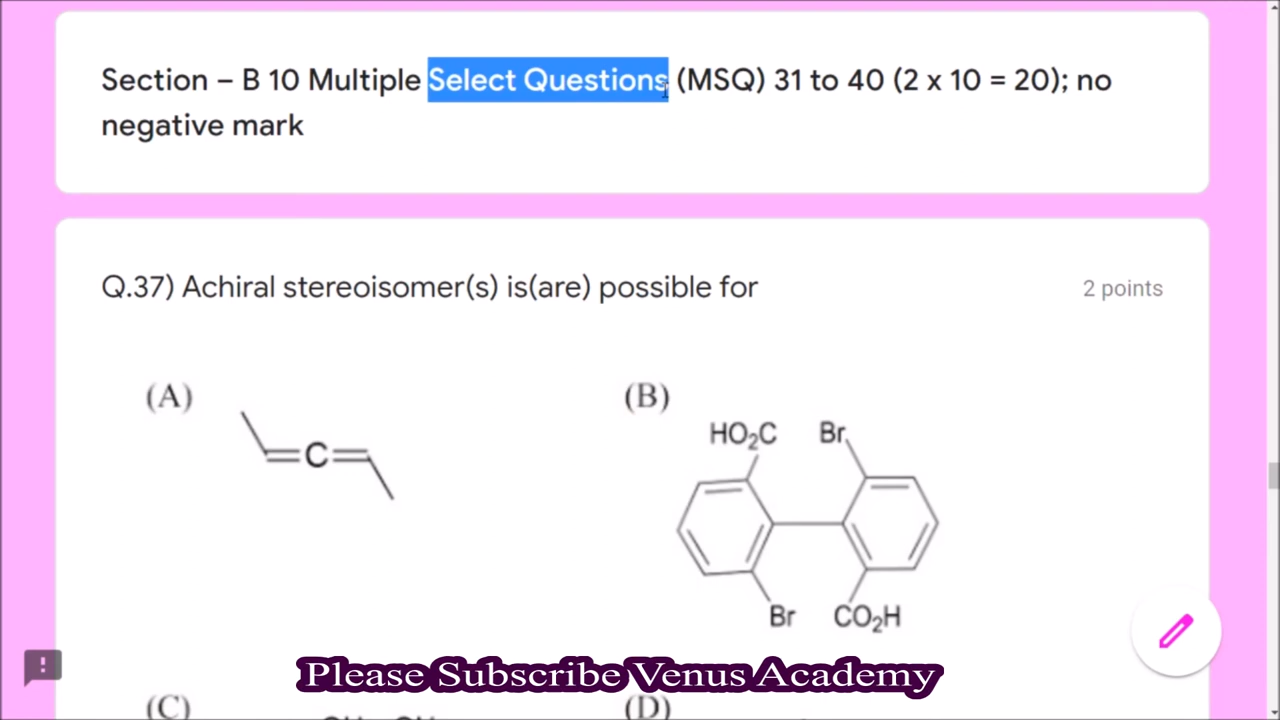 Section – B 10 Multiple Select Questions (MSQ) 31 to 40 (2 x 10 = 20); no
negative mark
Q.37) Achiral stereoisomer(s) is(are) possible for
2 points
(A)
C
(B)
HO₂C
Br
Br
CO₂H
Please Subscribe Venus Academy
(C)
(D)